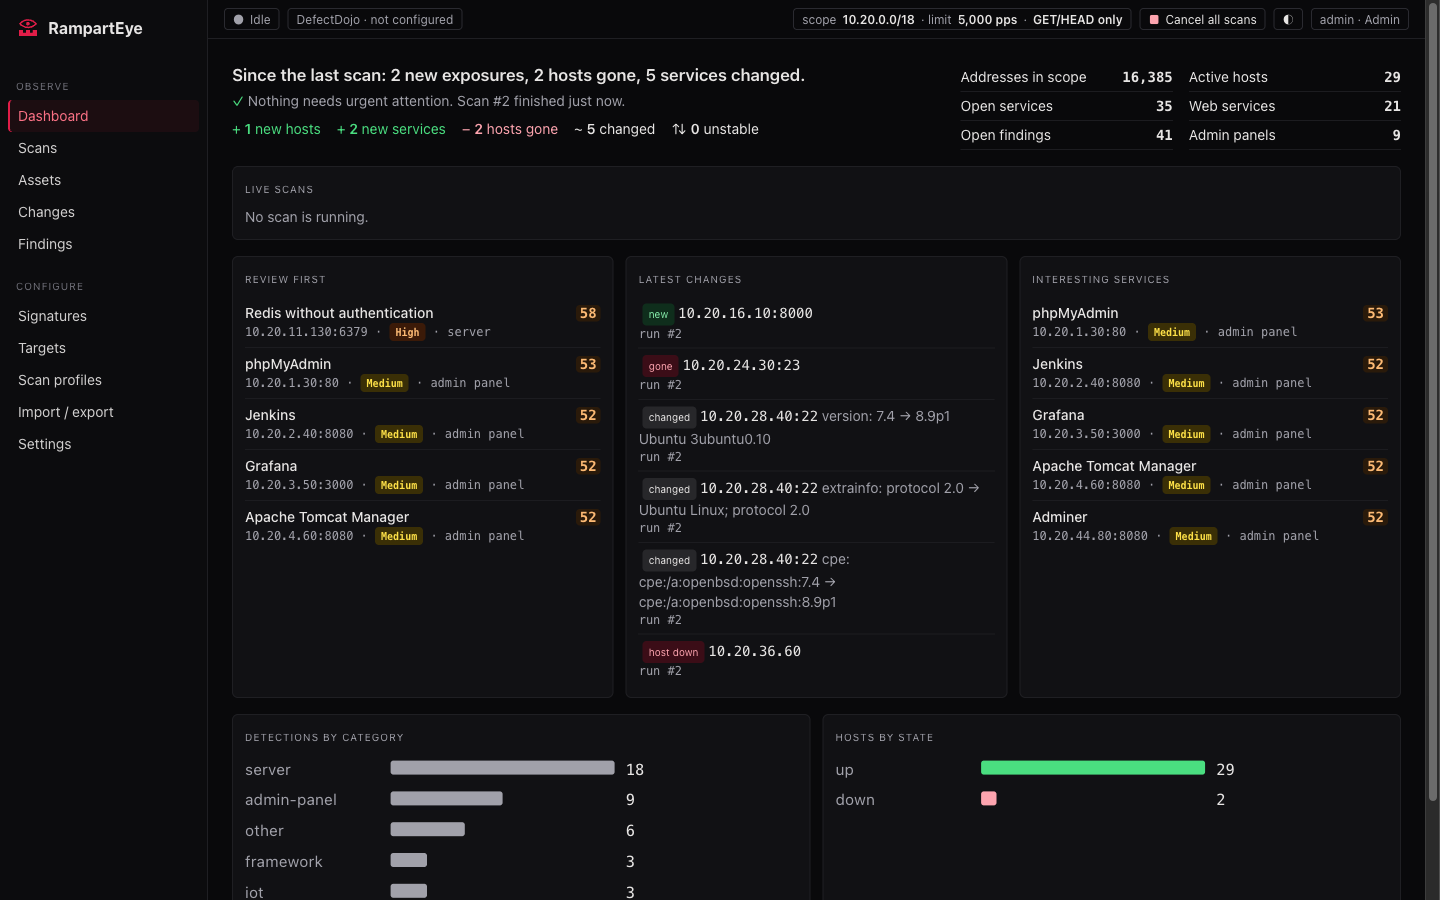 RampartEye
Idle
DefectDojo · not configured
scope 10.20.0.0/18 · limit 5,000 pps · GET/HEAD only
Cancel all scans
admin · Admin
OBSERVE
Dashboard
Scans
Assets
Changes
Findings
CONFIGURE
Signatures
Targets
Scan profiles
Import / export
Settings
Since the last scan: 2 new exposures, 2 hosts gone, 5 services changed.
✓ Nothing needs urgent attention. Scan #2 finished just now.
+ 1 new hosts + 2 new services − 2 hosts gone ~ 5 changed ↑↓ 0 unstable
Addresses in scope 16,385
Active hosts 29
Open services 35
Web services 21
Open findings 41
Admin panels 9
LIVE SCANS
No scan is running.
REVIEW FIRST
Redis without authentication 58
10.20.11.130:6379 · High · server
phpMyAdmin 53
10.20.1.30:80 · Medium · admin panel
Jenkins 52
10.20.2.40:8080 · Medium · admin panel
Grafana 52
10.20.3.50:3000 · Medium · admin panel
Apache Tomcat Manager 52
10.20.4.60:8080 · Medium · admin panel
LATEST CHANGES
new 10.20.16.10:8000
run #2
gone 10.20.24.30:23
run #2
changed 10.20.28.40:22 version: 7.4 → 8.9p1
Ubuntu 3ubuntu0.10
run #2
changed 10.20.28.40:22 extrainfo: protocol 2.0 →
Ubuntu Linux; protocol 2.0
run #2
changed 10.20.28.40:22 cpe:
cpe:/a:openbsd:openssh:7.4 →
cpe:/a:openbsd:openssh:8.9p1
run #2
host down 10.20.36.60
run #2
INTERESTING SERVICES
phpMyAdmin 53
10.20.1.30:80 · Medium · admin panel
Jenkins 52
10.20.2.40:8080 · Medium · admin panel
Grafana 52
10.20.3.50:3000 · Medium · admin panel
Apache Tomcat Manager 52
10.20.4.60:8080 · Medium · admin panel
Adminer 52
10.20.44.80:8080 · Medium · admin panel
DETECTIONS BY CATEGORY
server 18
admin-panel 9
other 6
framework 3
iot 3
HOSTS BY STATE
up 29
down 2